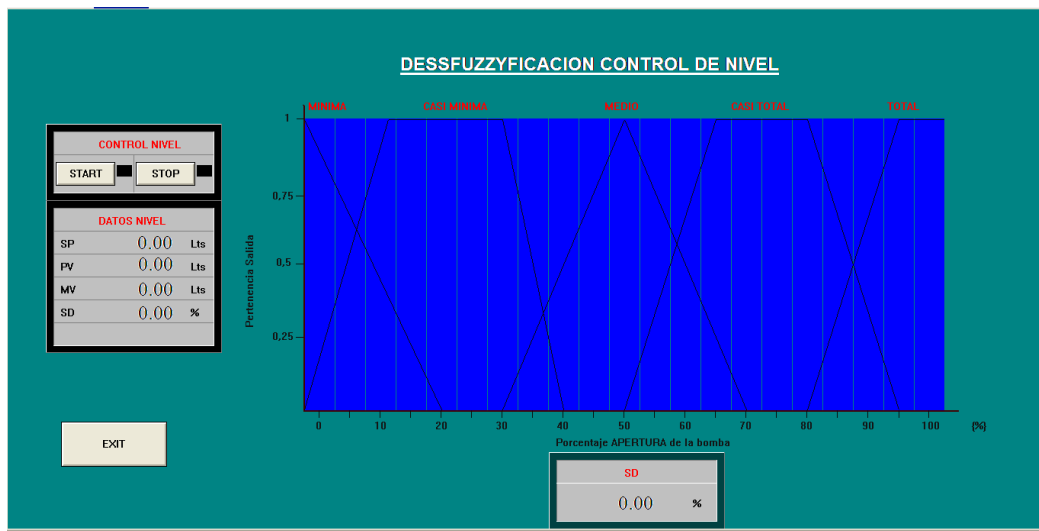 DESSFUZZYFICACION CONTROL DE NIVEL
MINIMA CASI MINIMA MEDIO CASI TOTAL TOTAL
CONTROL NIVEL
START STOP
DATOS NIVEL
SP 0.00 Lts
PV 0.00 Lts
MV 0.00 Lts
SD 0.00 %
EXIT
Pertenencia Salida
1
0,75
0,5
0,25
0 10 20 30 40 50 60 70 80 90 100 (%)
Porcentaje APERTURA de la bomba
SD
0.00 %